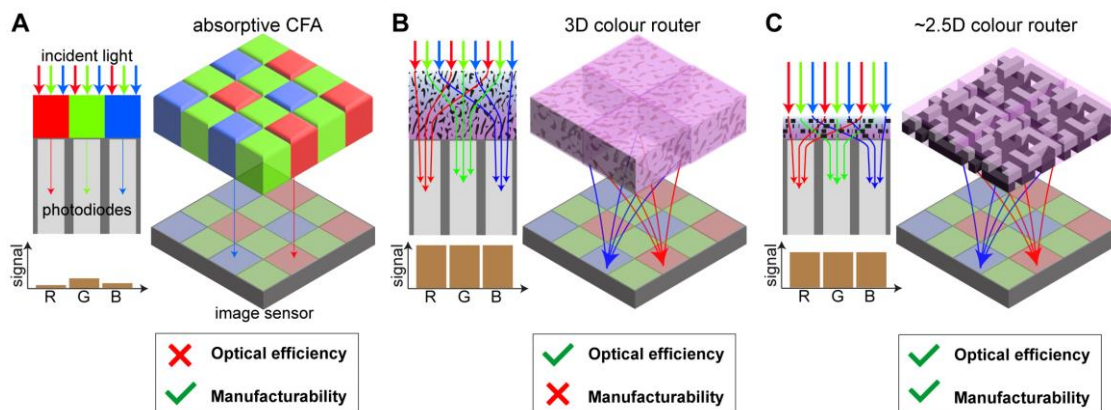 A
absorptive CFA
incident light
photodiodes
signal
R G B
image sensor
Optical efficiency
Manufacturability
B
3D colour router
signal
R G B
Optical efficiency
Manufacturability
C
~2.5D colour router
signal
R G B
Optical efficiency
Manufacturability